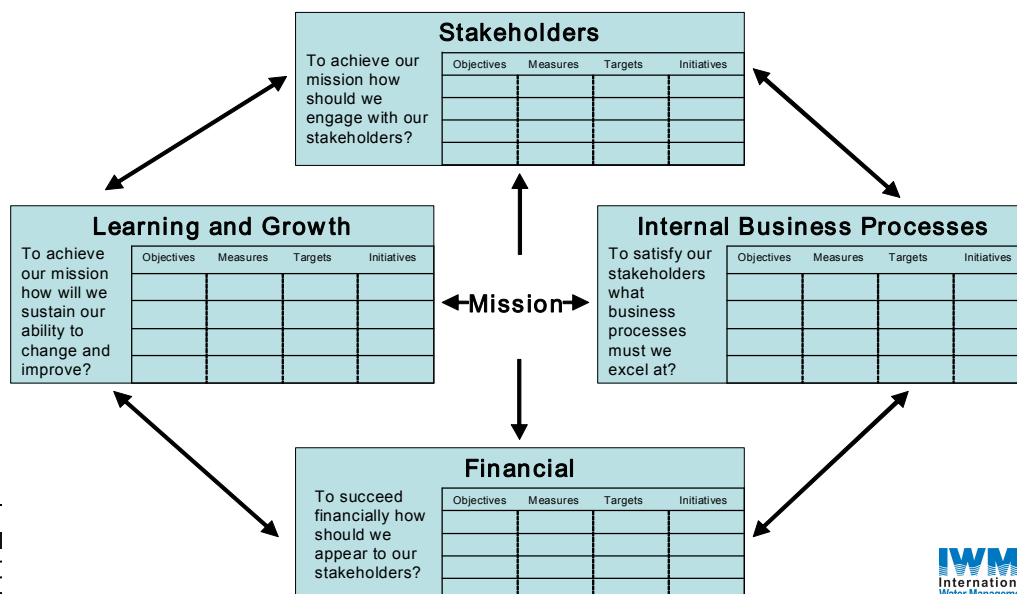 Stakeholders
To achieve our
mission how
should we
engage with our
stakeholders?
Objectives Measures Targets Initiatives
Learning and Growth
To achieve
our mission
how will we
sustain our
ability to
change and
improve?
Objectives Measures Targets Initiatives
Mission
Internal Business Processes
To satisfy our
stakeholders
what
business
processes
must we
excel at?
Objectives Measures Targets Initiatives
Financial
To succeed
financially how
should we
appear to our
stakeholders?
Objectives Measures Targets Initiatives
IWM
Internation
Water Manageme